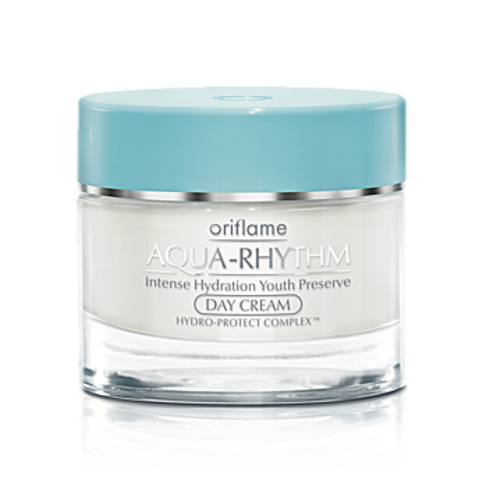 oriflame
AQUA-RHYTHM
Intense Hydration Youth Preserve
DAY CREAM
HYDRO-PROTECT COMPLEX™